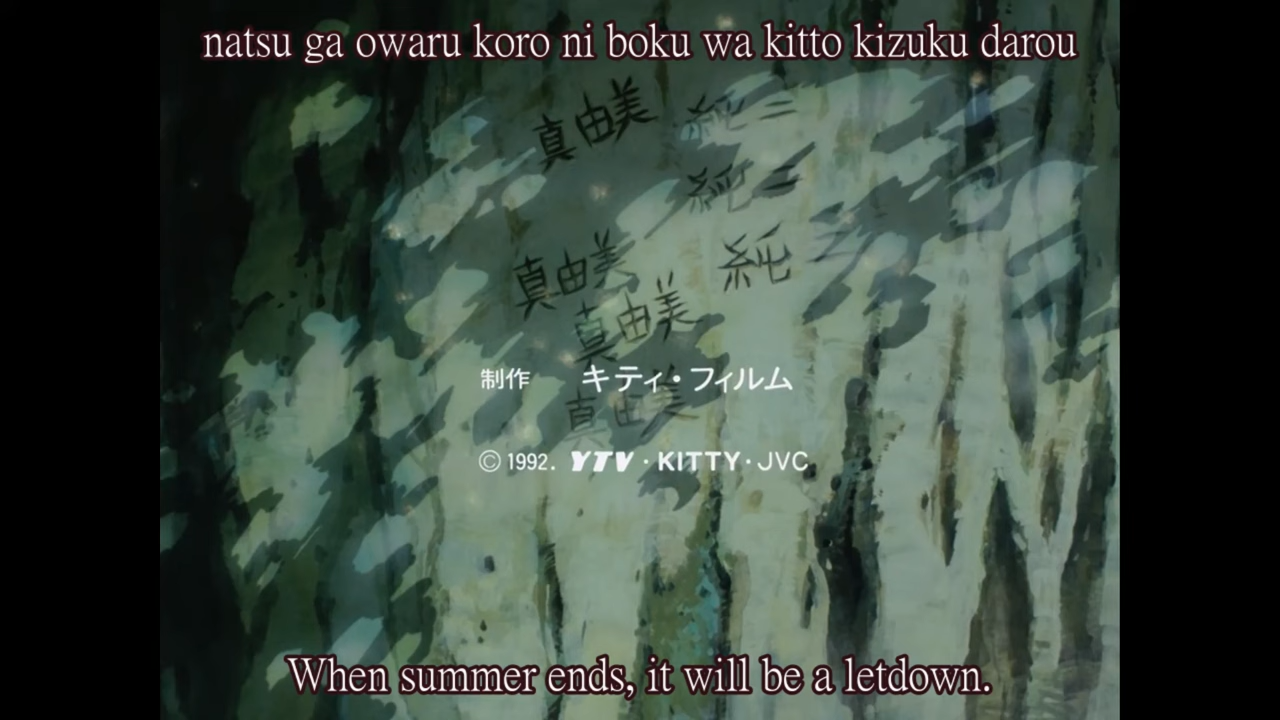 natsu ga owaru koro ni boku wa kitto kizuku darou
真由美 純二
純二
真由美 純
真由美
制作 キティ・フィルム
真由美
© 1992. YTV・KITTY・JVC
When summer ends, it will be a letdown.